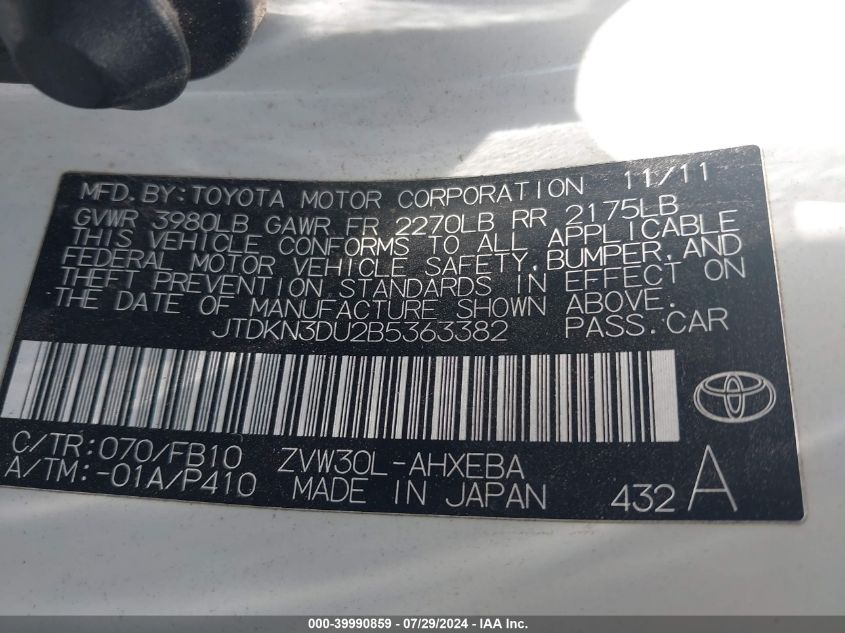 MFD. BY: TOYOTA MOTOR CORPORATION 11/11
GVWR 3980LB GAWR FR 2270LB RR 2175LB
THIS VEHICLE CONFORMS TO ALL APPLICABLE
FEDERAL MOTOR VEHICLE SAFETY, BUMPER, AND
THEFT PREVENTION STANDARDS IN EFFECT ON
THE DATE OF MANUFACTURE SHOWN ABOVE.
JTDKN3DU2B5363382 PASS. CAR
C/TR: 070/FB10 ZVW30L-AHXEBA
A/TM: -01A/P410 MADE IN JAPAN 432 A
000-39990859 - 07/29/2024 - IAA Inc.